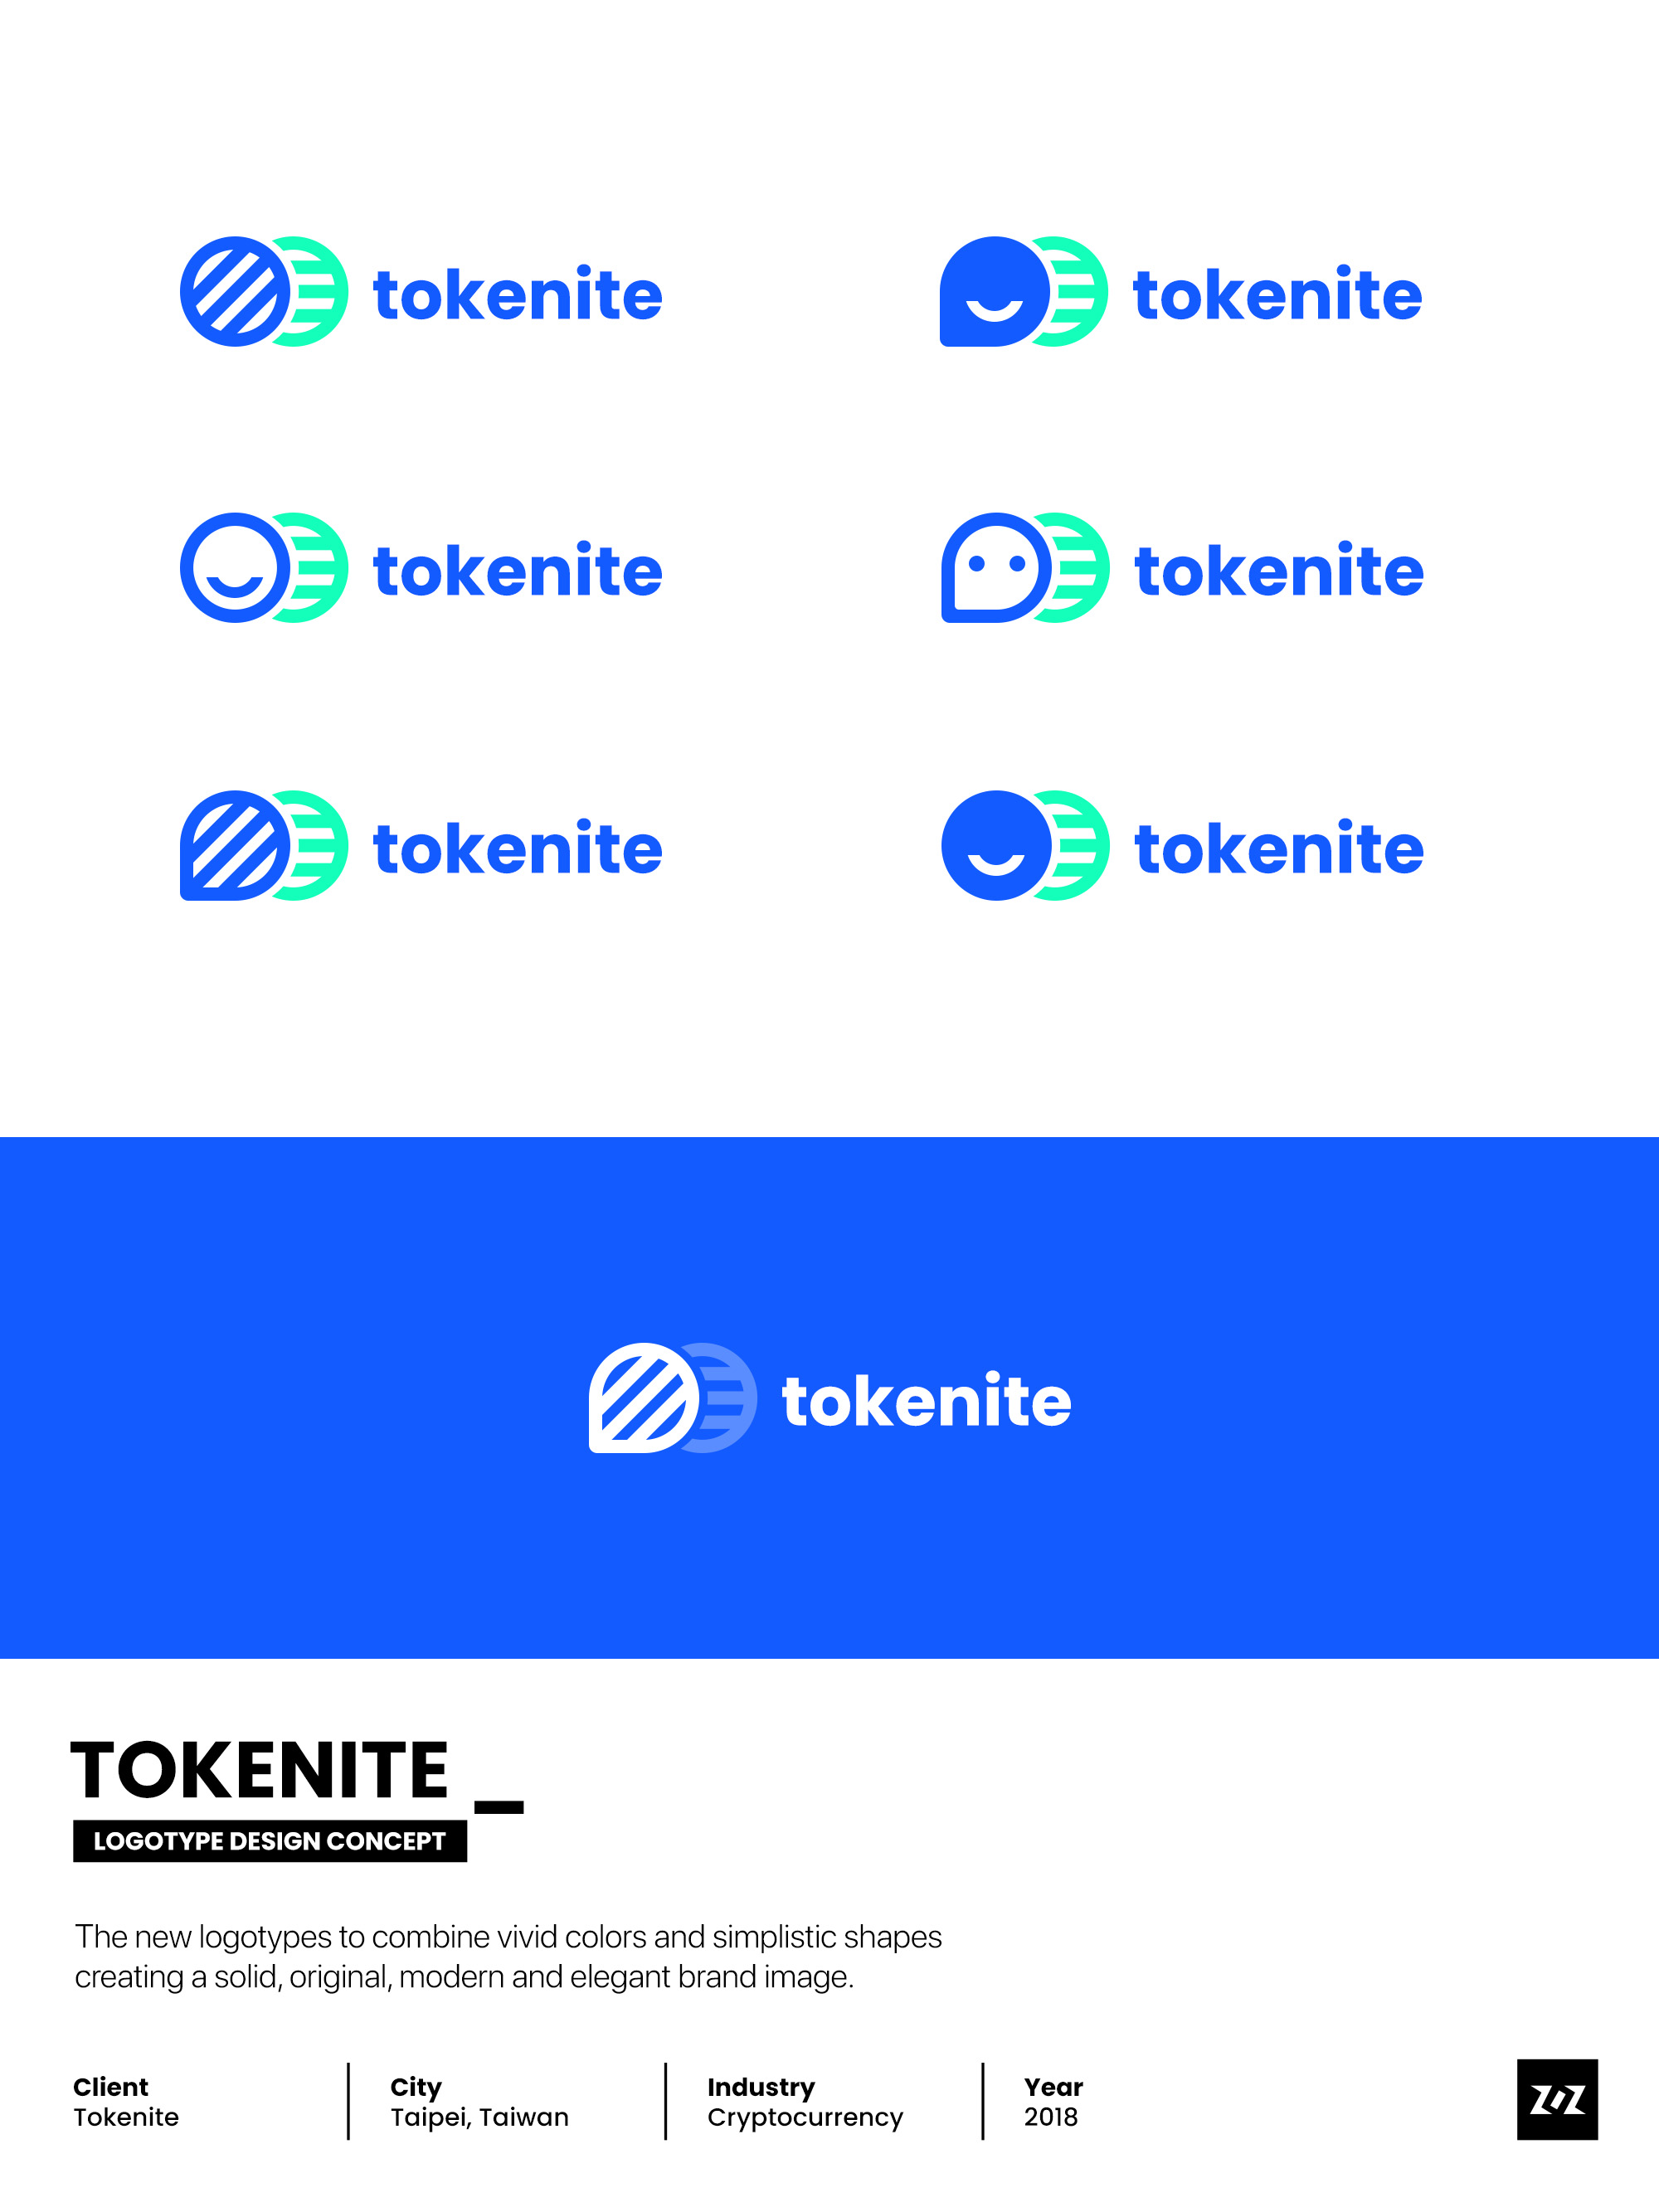 tokenite
tokenite
tokenite
tokenite
tokenite
tokenite
tokenite
TOKENITE _
LOGOTYPE DESIGN CONCEPT
The new logotypes to combine vivid colors and simplistic shapes
creating a solid, original, modern and elegant brand image.
Client
Tokenite
City
Taipei, Taiwan
Industry
Cryptocurrency
Year
2018